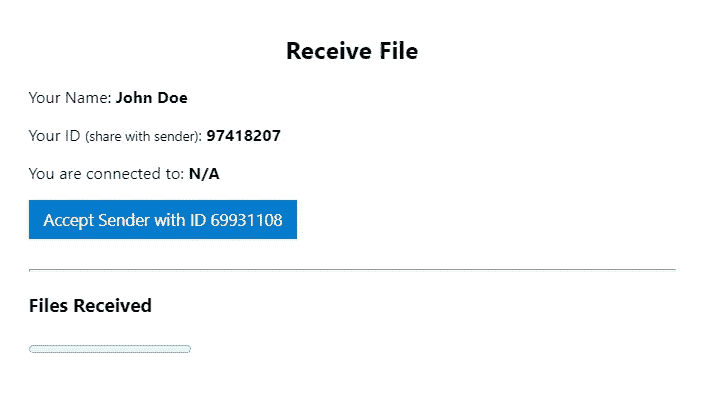 Receive File
Your Name: John Doe
Your ID (share with sender): 97418207
You are connected to: N/A
Accept Sender with ID 69931108
Files Received